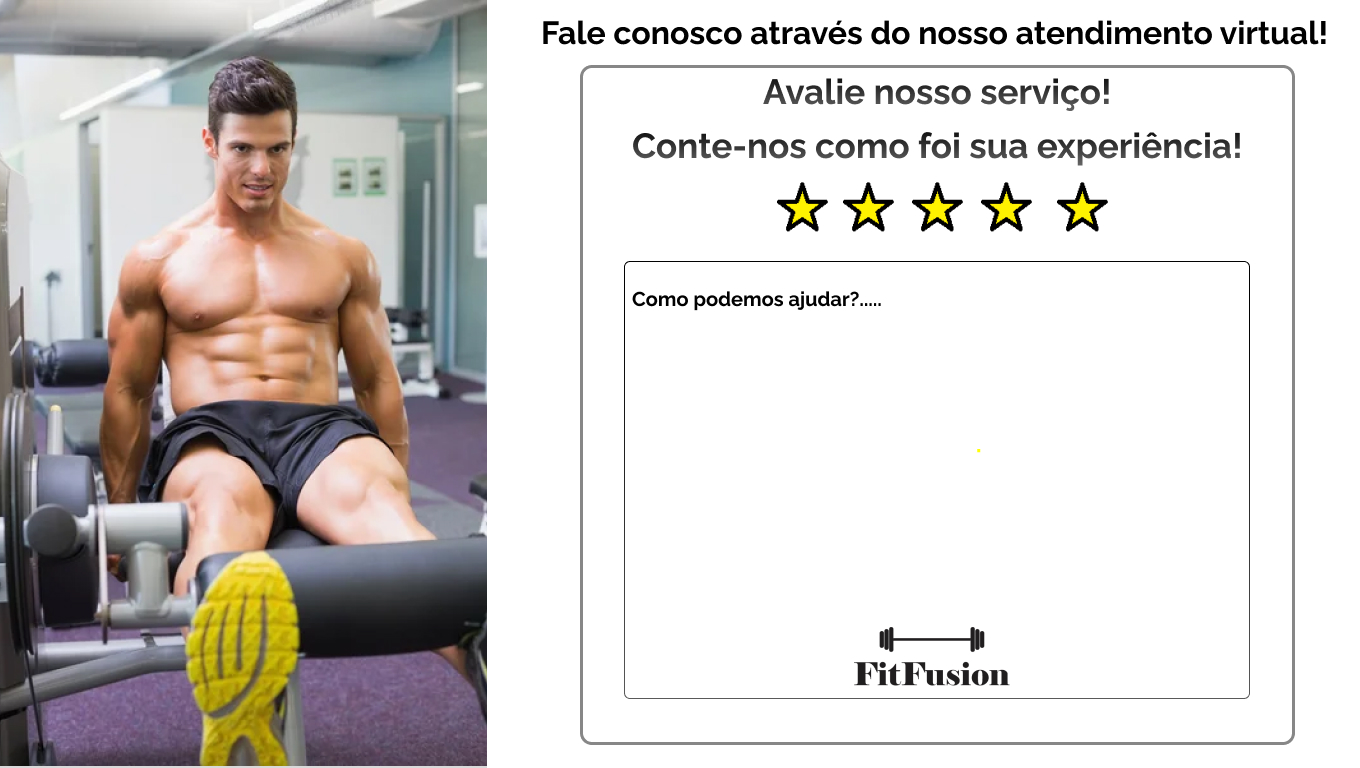 Fale conosco através do nosso atendimento virtual!
Avalie nosso serviço!
Conte-nos como foi sua experiência!
Como podemos ajudar?.....
FitFusion